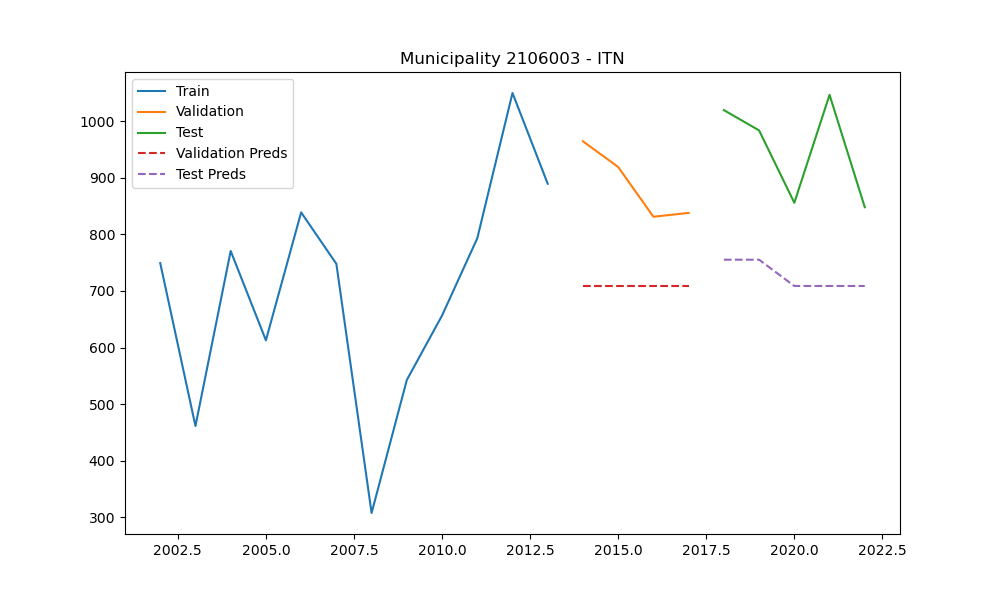 Municipality 2106003 - ITN
Train
Validation
Test
Validation Preds
Test Preds
1000
900
800
700
600
500
400
300
2002.5 2005.0 2007.5 2010.0 2012.5 2015.0 2017.5 2020.0 2022.5